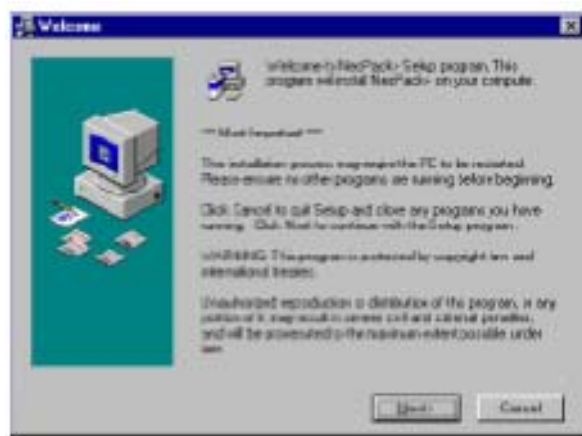 Welcome
Welcome to Setup program. This
program will install on your computer.
Most Important
This installation process may require the PC to be restarted.
Please ensure no other programs are running before beginning.
Click Cancel to quit Setup and close any programs you have
running. Click Next to continue with the Setup program.
WARNING: This program is protected by copyright law and
international treaties.
Unauthorized reproduction or distribution of this program, or any
portion of it, may result in severe civil and criminal penalties,
and will be prosecuted to the maximum extent possible under
law.
Next>
Cancel